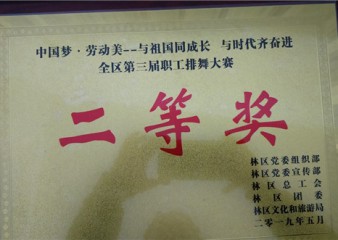 中国梦·劳动美--与祖国同成长 与时代齐奋进
全区第三届职工排舞大赛
二等奖
林区党委组织部
林区党委宣传部
林区总工会
林区团委
林区文化和旅游局
二〇一九年五月